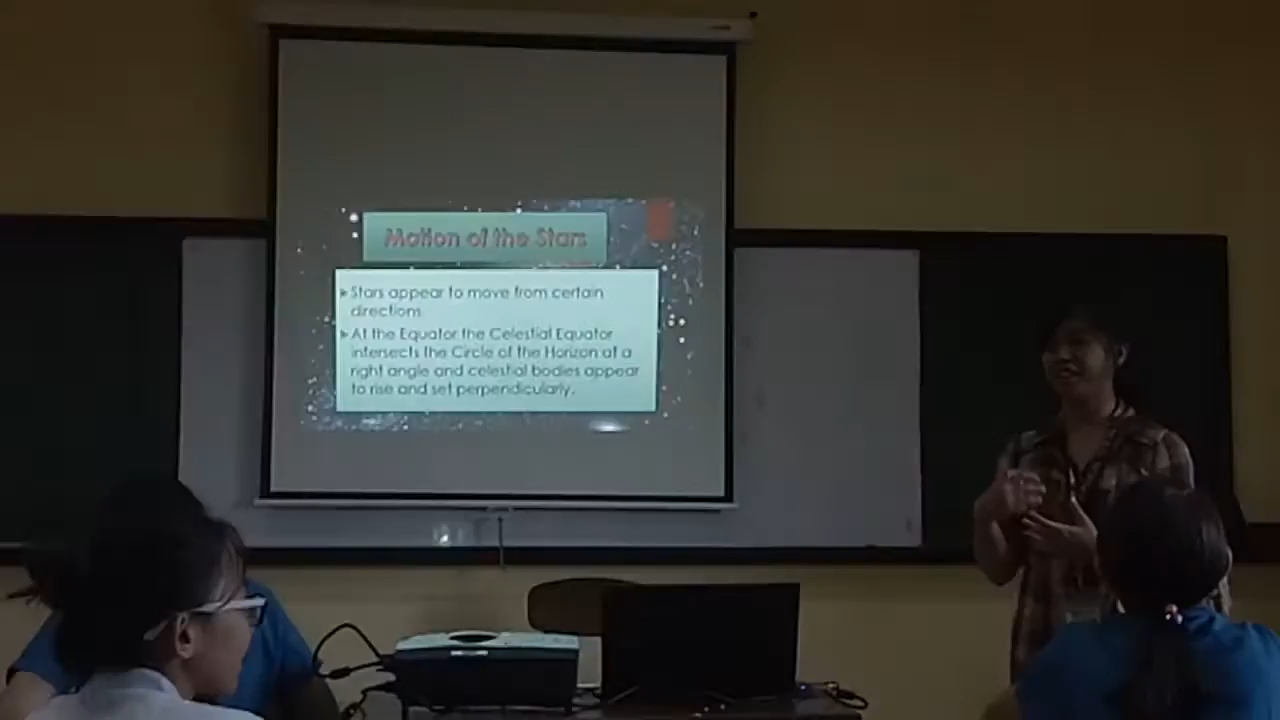 Motion of the Stars
Stars appear to move from certain
directions
At the Equator the Celestial Equator
intersects the Circle of the Horizon at a
right angle and celestial bodies appear
to rise and set perpendicularly.